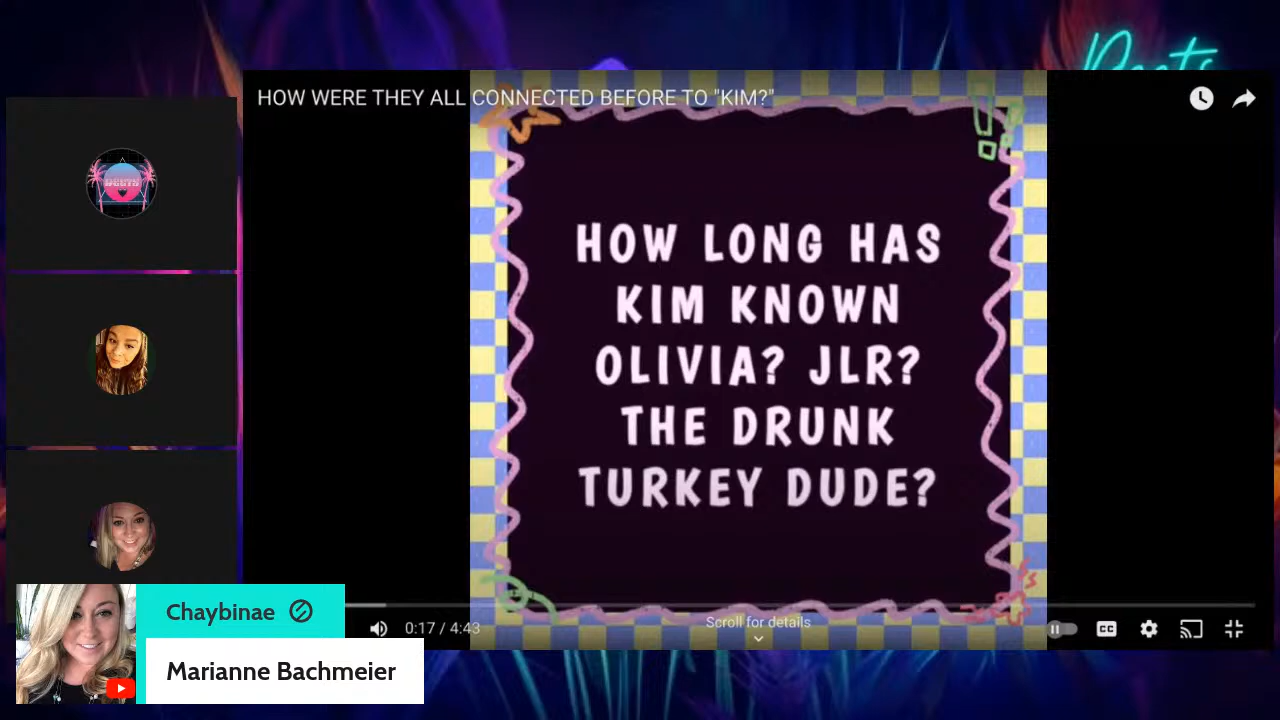 HOW WERE THEY ALL CONNECTED BEFORE TO "KIM?"
HOW LONG HAS
KIM KNOWN
OLIVIA? JLR?
THE DRUNK
TURKEY DUDE?
Scroll for details
0:17 / 4:43
CC
Chaybinae
Marianne Bachmeier